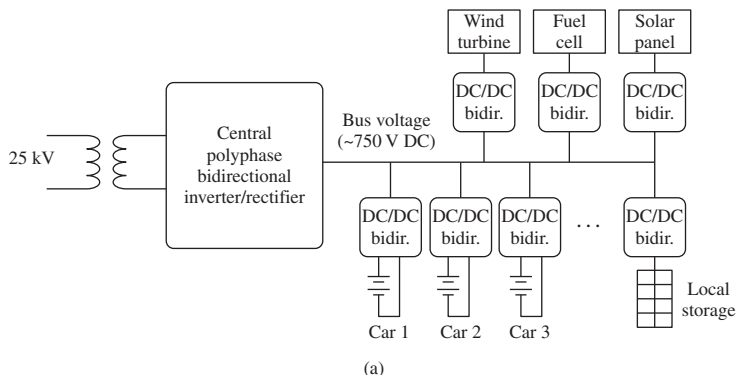 Wind
turbine
Fuel
cell
Solar
panel
DC/DC
bidir.
DC/DC
bidir.
DC/DC
bidir.
25 kV
Central
polyphase
bidirectional
inverter/rectifier
Bus voltage
(~750 V DC)
DC/DC
bidir.
DC/DC
bidir.
DC/DC
bidir.
...
DC/DC
bidir.
Car 1
Car 2
Car 3
Local
storage
(a)